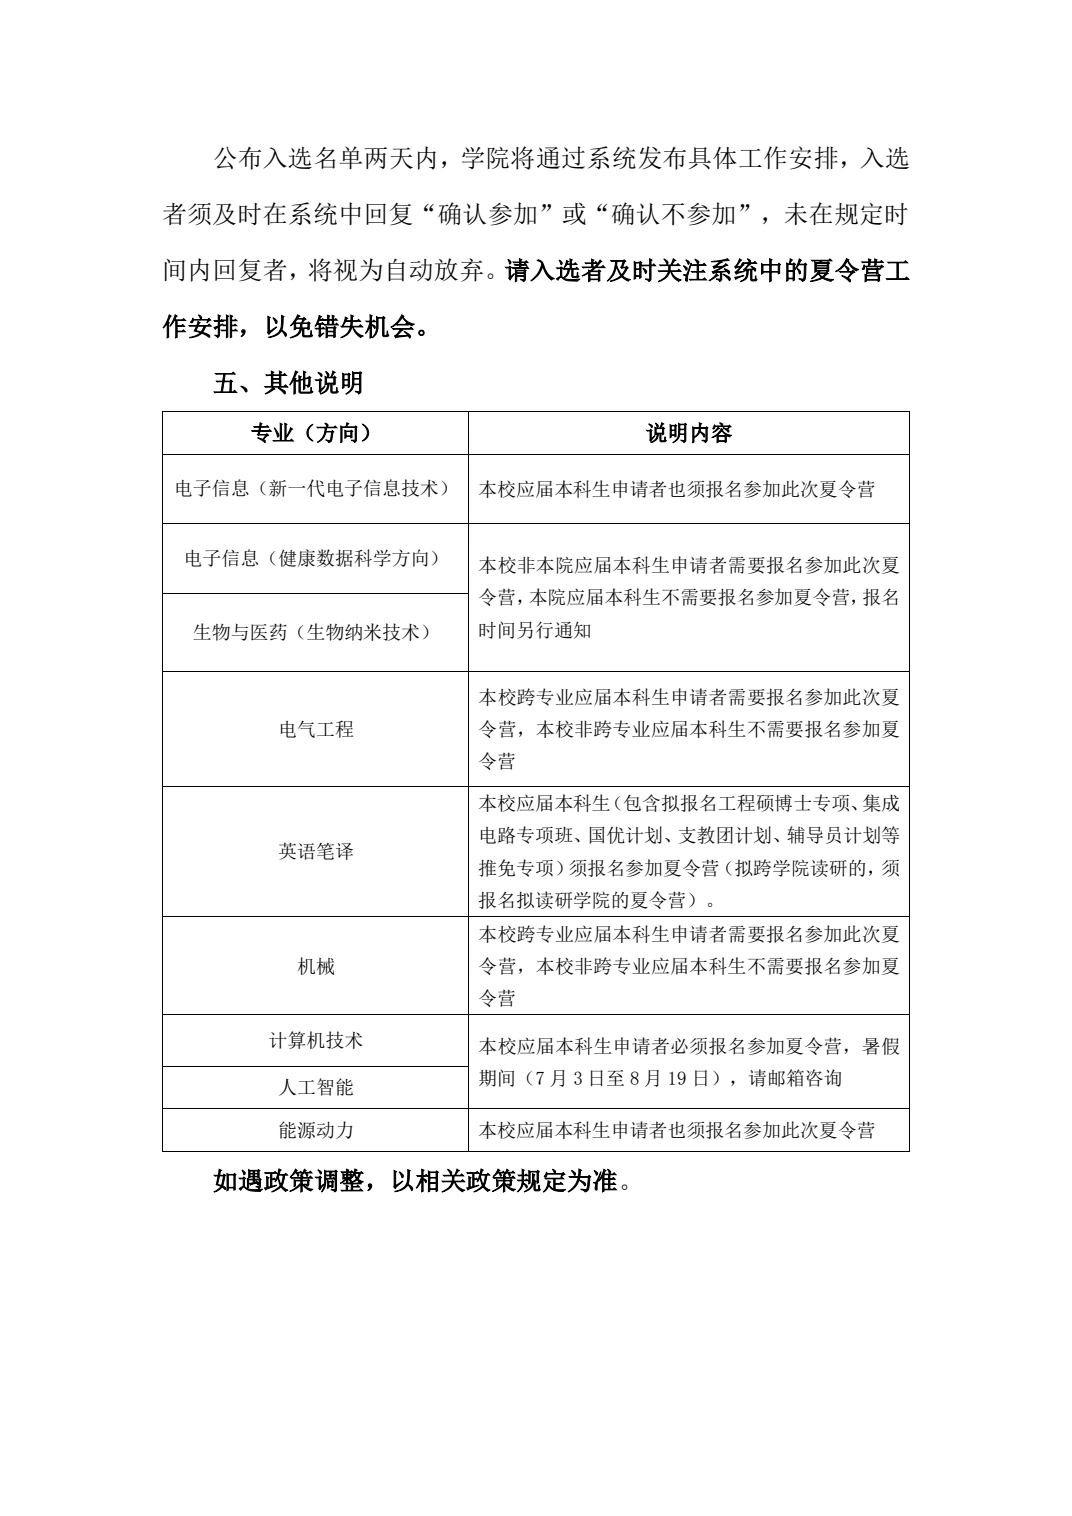 公布入选名单两天内，学院将通过系统发布具体工作安排，入选
者须及时在系统中回复“确认参加”或“确认不参加”，未在规定时
间内回复者，将视为自动放弃。请入选者及时关注系统中的夏令营工
作安排，以免错失机会。
五、其他说明
专业（方向）
说明内容
电子信息（新一代电子信息技术）
本校应届本科生申请者也须报名参加此次夏令营
电子信息（健康数据科学方向）
生物与医药（生物纳米技术）
本校非本院应届本科生申请者需要报名参加此次夏
令营，本院应届本科生不需要报名参加夏令营，报名
时间另行通知
电气工程
本校跨专业应届本科生申请者需要报名参加此次夏
令营，本校非跨专业应届本科生不需要报名参加夏
令营
英语笔译
本校应届本科生（包含拟报名工程硕博士专项、集成
电路专项班、国优计划、支教团计划、辅导员计划等
推免专项）须报名参加夏令营（拟跨学院读研的，须
报名拟读研学院的夏令营）。
机械
本校跨专业应届本科生申请者需要报名参加此次夏
令营，本校非跨专业应届本科生不需要报名参加夏
令营
计算机技术
人工智能
本校应届本科生申请者必须报名参加夏令营，暑假
期间（7 月 3 日至 8 月 19 日），请邮箱咨询
能源动力
本校应届本科生申请者也须报名参加此次夏令营
如遇政策调整，以相关政策规定为准。